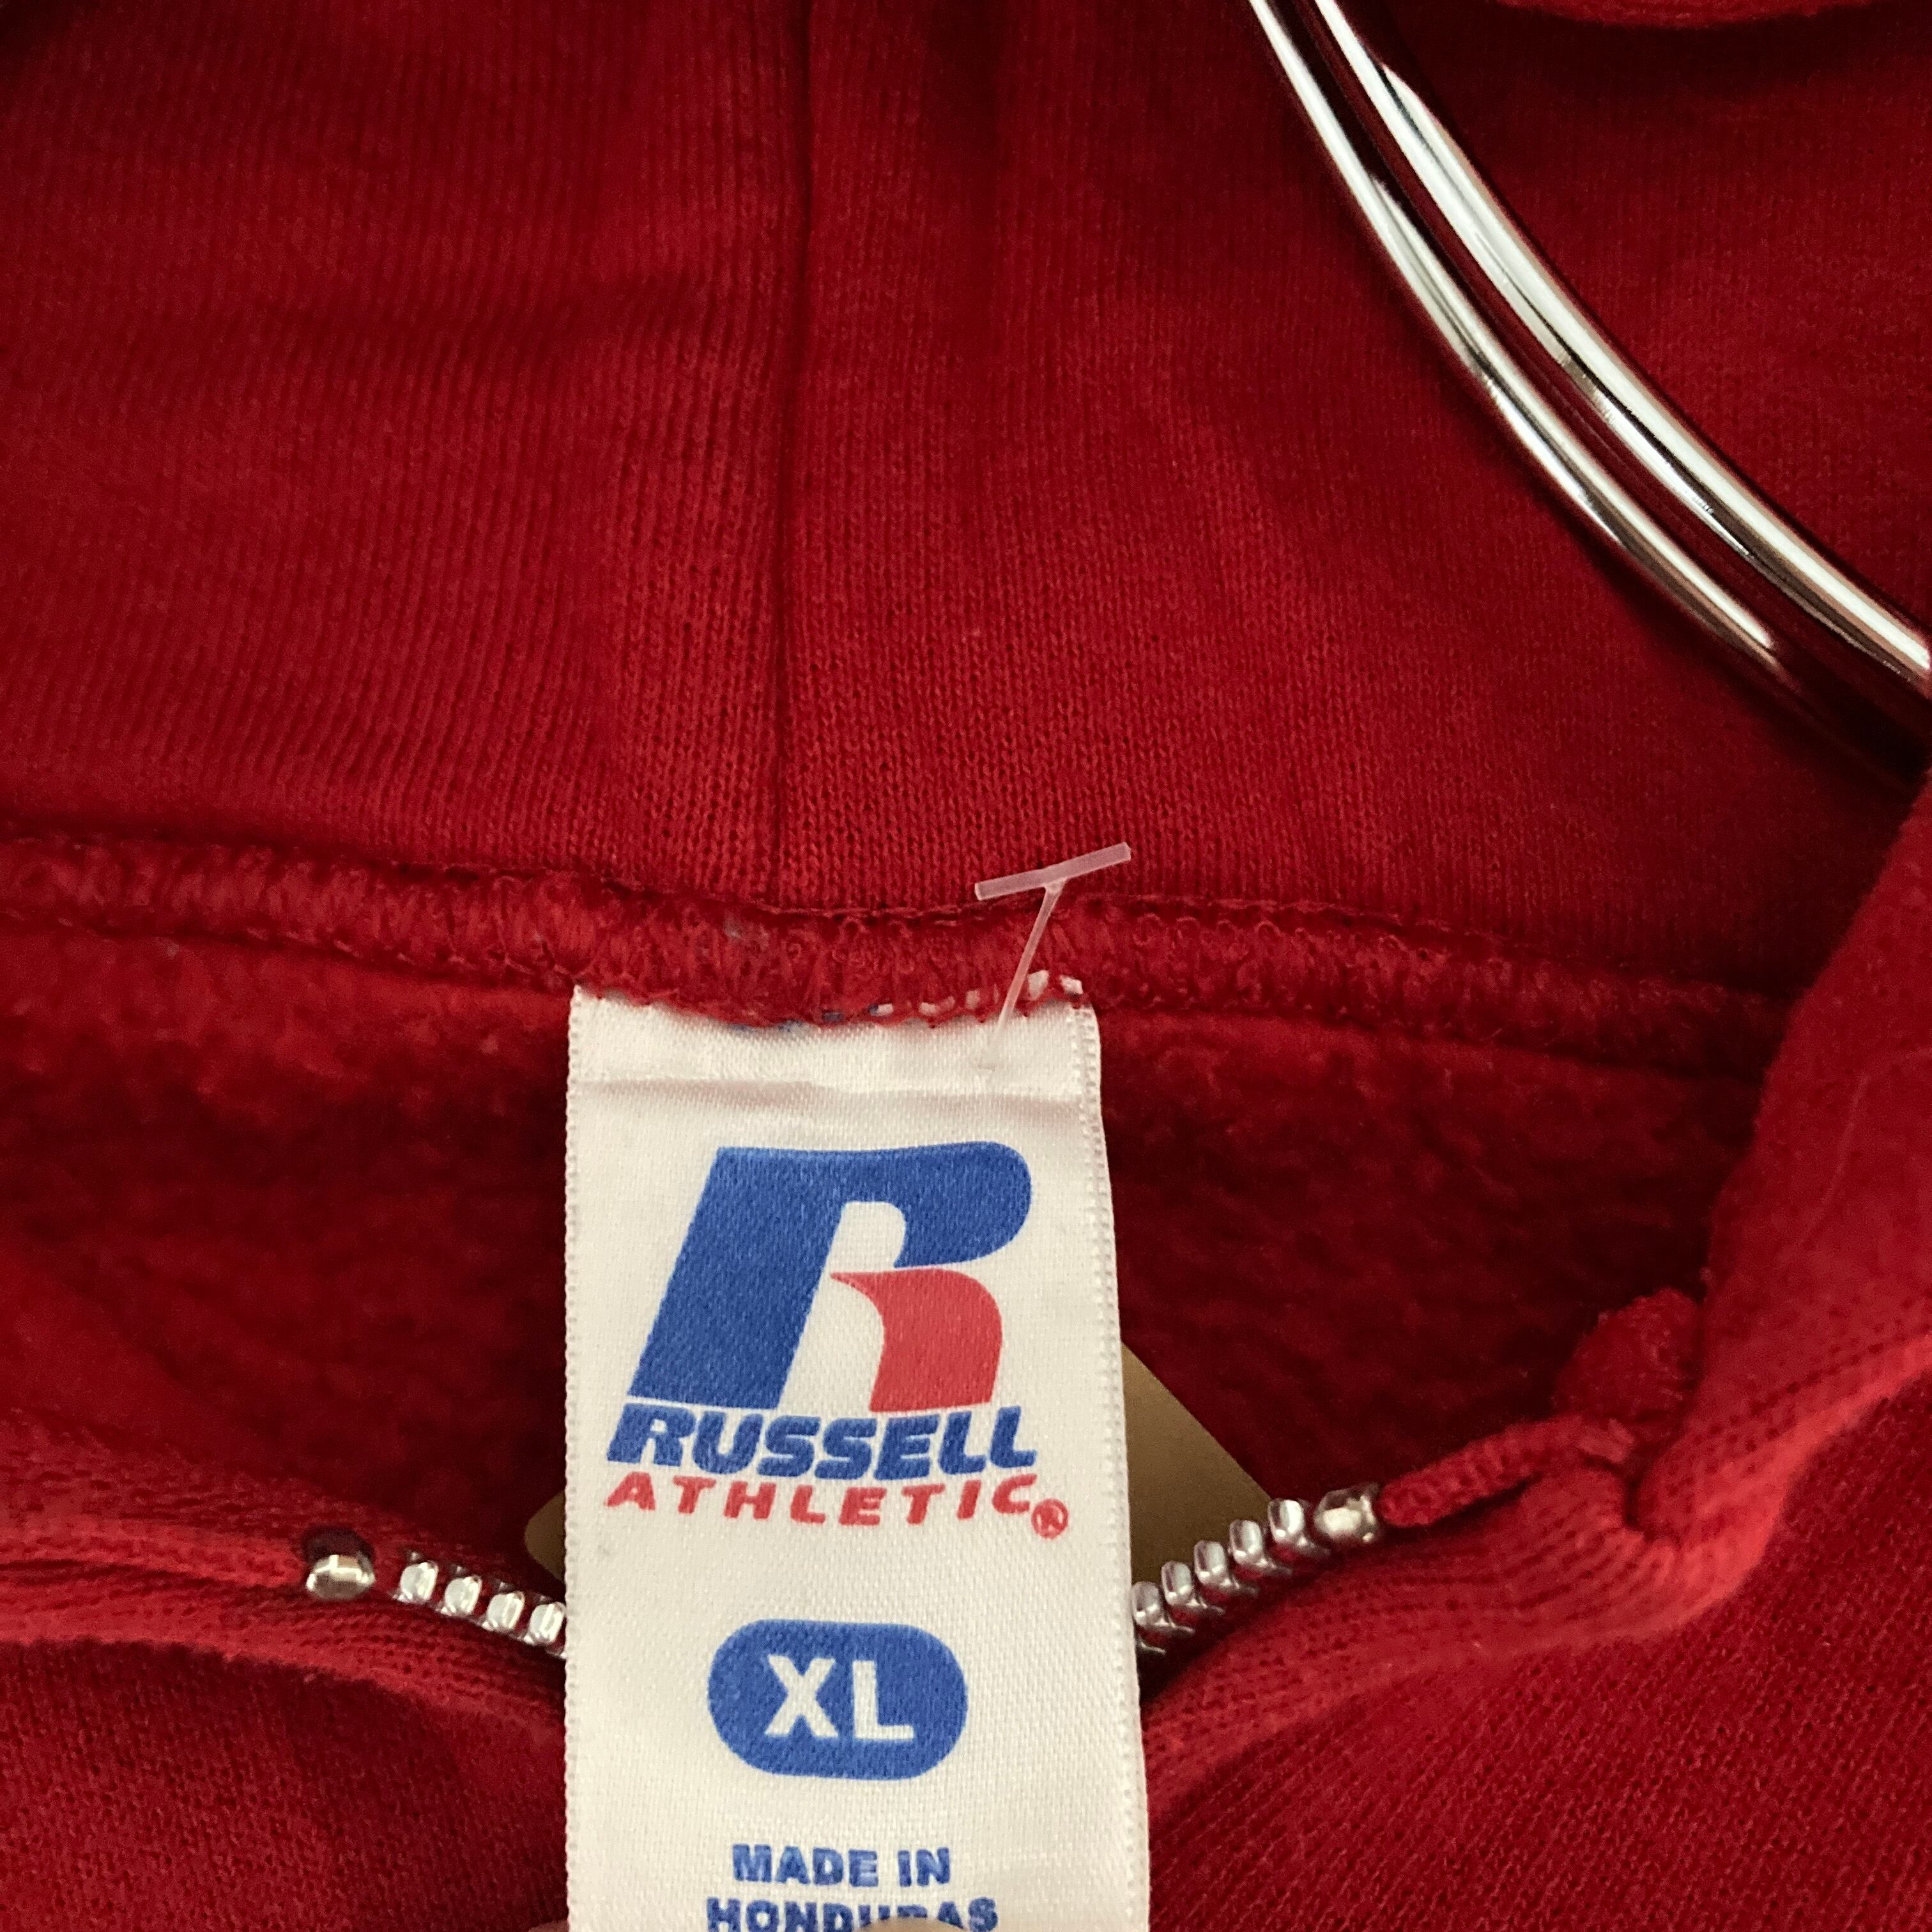 R
RUSSELL
ATHLETIC®
XL
MADE IN
HONDURAS